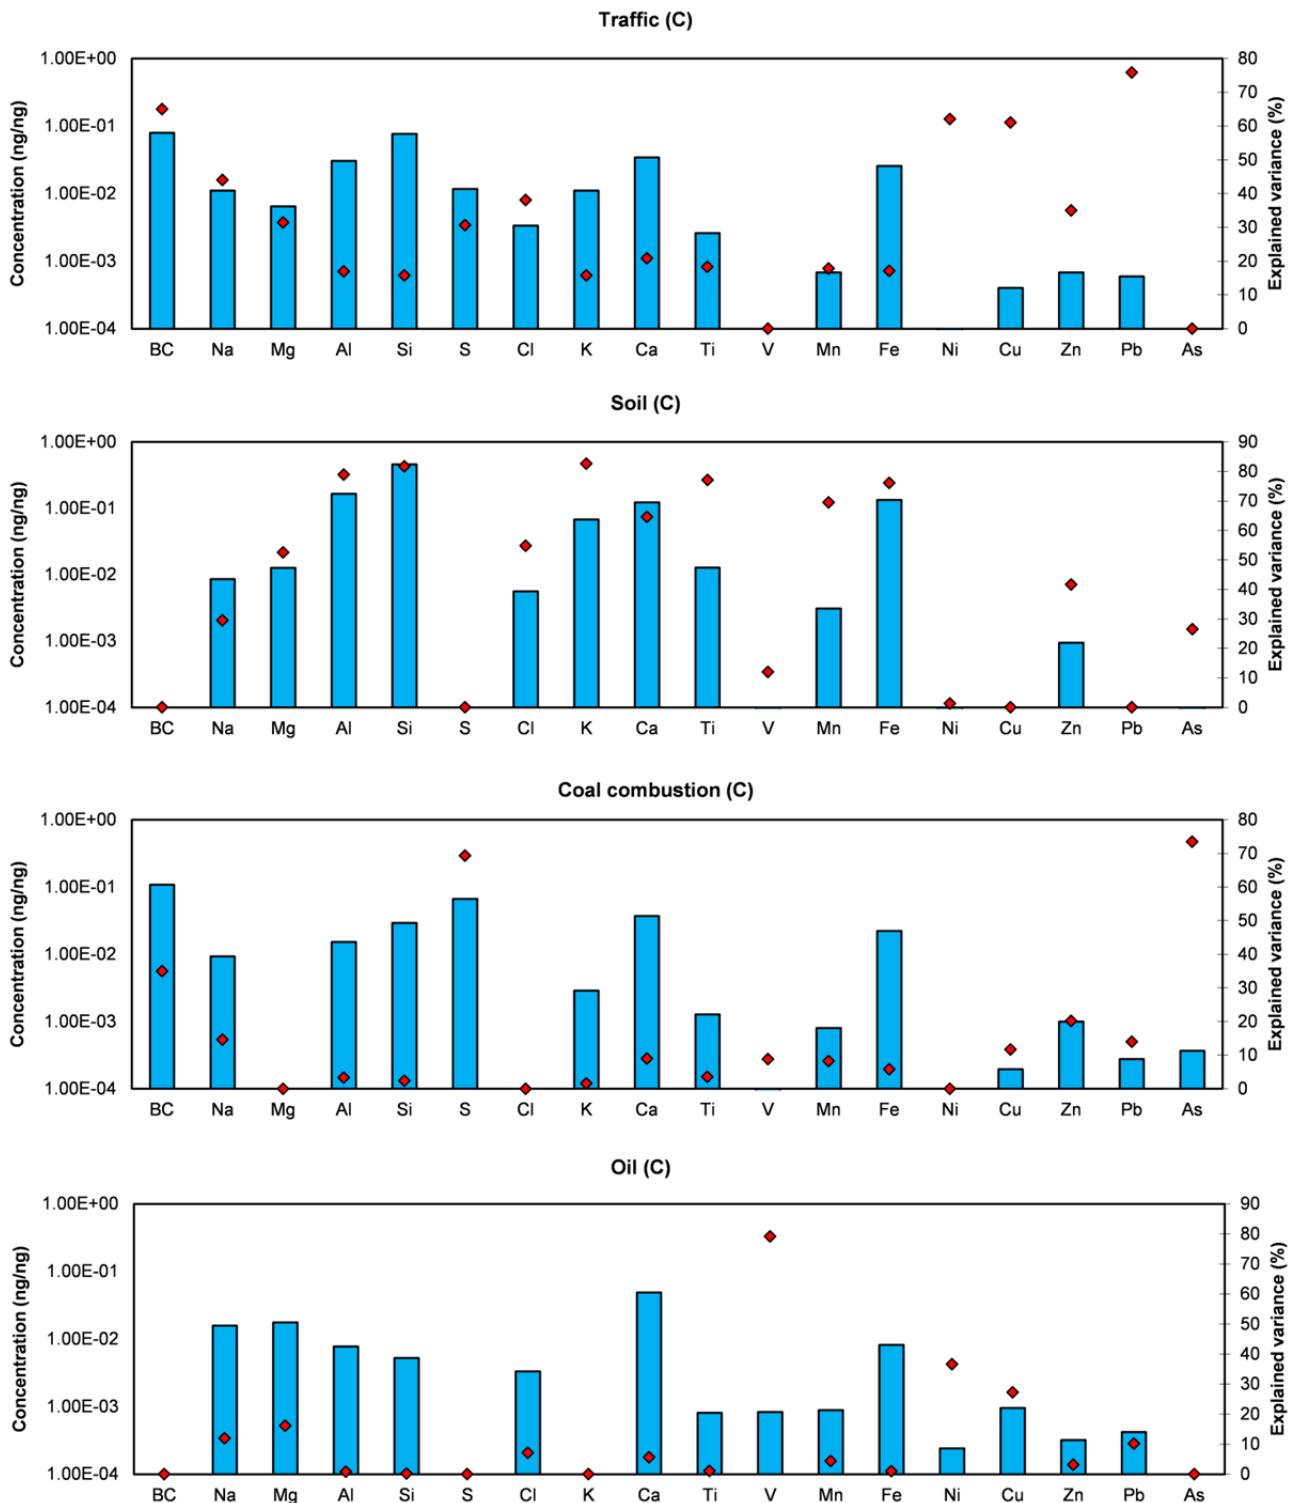 Traffic (C)
Concentration (ng/ng)
1.00E+00
1.00E-01
1.00E-02
1.00E-03
1.00E-04
80
70
60
50
40
30
20
10
0
Explained variance (%)
BC Na Mg Al Si S Cl K Ca Ti V Mn Fe Ni Cu Zn Pb As
Soil (C)
Concentration (ng/ng)
1.00E+00
1.00E-01
1.00E-02
1.00E-03
1.00E-04
90
80
70
60
50
40
30
20
10
0
Explained variance (%)
BC Na Mg Al Si S Cl K Ca Ti V Mn Fe Ni Cu Zn Pb As
Coal combustion (C)
Concentration (ng/ng)
1.00E+00
1.00E-01
1.00E-02
1.00E-03
1.00E-04
80
70
60
50
40
30
20
10
0
Explained variance (%)
BC Na Mg Al Si S Cl K Ca Ti V Mn Fe Ni Cu Zn Pb As
Oil (C)
Concentration (ng/ng)
1.00E+00
1.00E-01
1.00E-02
1.00E-03
1.00E-04
90
80
70
60
50
40
30
20
10
0
Explained variance (%)
BC Na Mg Al Si S Cl K Ca Ti V Mn Fe Ni Cu Zn Pb As